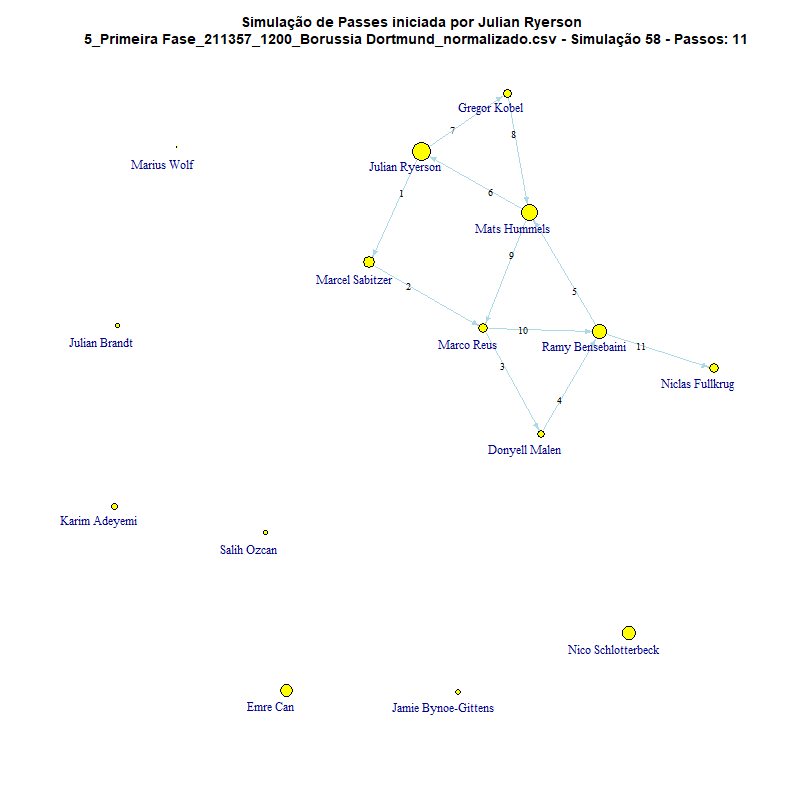 Simulação de Passes iniciada por Julian Ryerson
5_Primeira Fase_211357_1200_Borussia Dortmund_normalizado.csv - Simulação 58 - Passos: 11
Gregor Kobel
7
8
Marius Wolf
Julian Ryerson
1
6
Mats Hummels
9
Marcel Sabitzer
2
5
Julian Brandt
Marco Reus
10
Ramy Bensebaini
11
3
Niclas Fullkrug
4
Donyell Malen
Karim Adeyemi
Salih Ozcan
Nico Schlotterbeck
Emre Can
Jamie Bynoe-Gittens